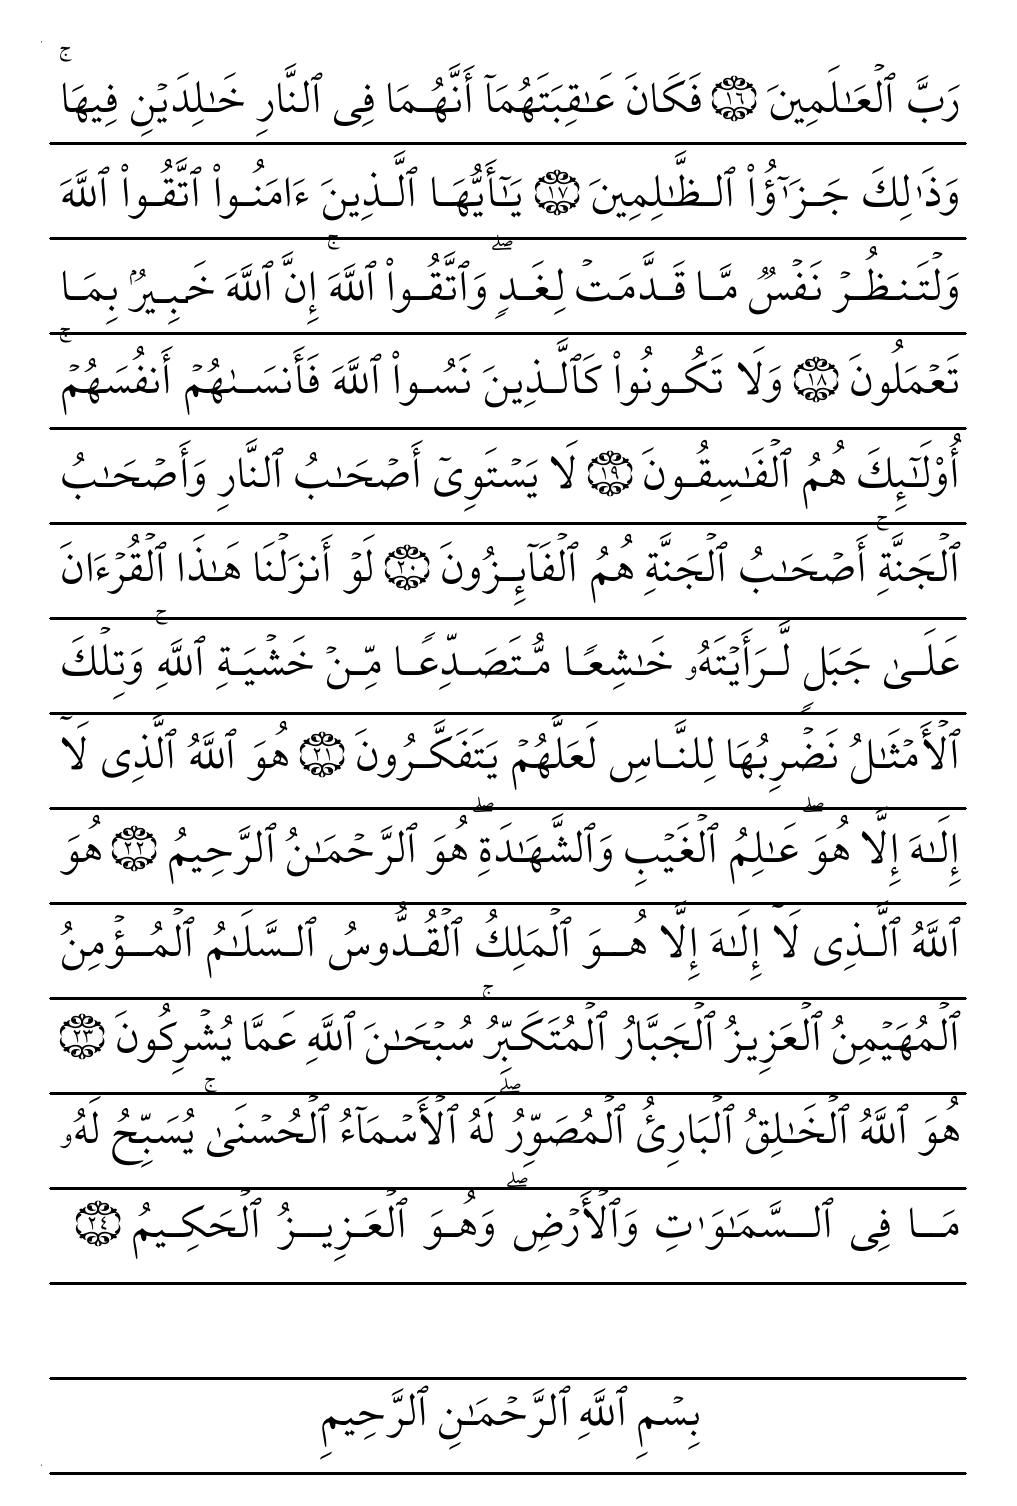 رَبَّ ٱلْعَـٰلَمِينَ ١٦ فَكَانَ عَـٰقِبَتَهُمَآ أَنَّهُمَا فِى ٱلنَّارِ خَـٰلِدَيْنِ فِيهَا ۚ
وَذَٰلِكَ جَزَٰٓؤُا۟ ٱلظَّـٰلِمِينَ ١٧ يَـٰٓأَيُّهَا ٱلَّذِينَ ءَامَنُوا۟ ٱتَّقُوا۟ ٱللَّهَ
وَلْتَنظُرْ نَفْسٌ مَّا قَدَّمَتْ لِغَدٍ ۖ وَٱتَّقُوا۟ ٱللَّهَ ۚ إِنَّ ٱللَّهَ خَبِيرٌۢ بِمَا
تَعْمَلُونَ ١٨ وَلَا تَكُونُوا۟ كَٱلَّذِينَ نَسُوا۟ ٱللَّهَ فَأَنسَىٰهُمْ أَنفُسَهُمْ ۚ
أُو۟لَـٰٓئِكَ هُمُ ٱلْفَـٰسِقُونَ ١٩ لَا يَسْتَوِىٓ أَصْحَـٰبُ ٱلنَّارِ وَأَصْحَـٰبُ
ٱلْجَنَّةِ ۚ أَصْحَـٰبُ ٱلْجَنَّةِ هُمُ ٱلْفَآئِزُونَ ٢٠ لَوْ أَنزَلْنَا هَـٰذَا ٱلْقُرْءَانَ
عَلَىٰ جَبَلٍ لَّرَأَيْتَهُۥ خَـٰشِعًا مُّتَصَدِّعًا مِّنْ خَشْيَةِ ٱللَّهِ ۚ وَتِلْكَ
ٱلْأَمْثَـٰلُ نَضْرِبُهَا لِلنَّاسِ لَعَلَّهُمْ يَتَفَكَّرُونَ ٢١ هُوَ ٱللَّهُ ٱلَّذِى لَآ
إِلَـٰهَ إِلَّا هُوَ ۖ عَـٰلِمُ ٱلْغَيْبِ وَٱلشَّهَـٰدَةِ ۖ هُوَ ٱلرَّحْمَـٰنُ ٱلرَّحِيمُ ٢٢ هُوَ
ٱللَّهُ ٱلَّذِى لَآ إِلَـٰهَ إِلَّا هُوَ ٱلْمَلِكُ ٱلْقُدُّوسُ ٱلسَّلَـٰمُ ٱلْمُؤْمِنُ
ٱلْمُهَيْمِنُ ٱلْعَزِيزُ ٱلْجَبَّارُ ٱلْمُتَكَبِّرُ ۚ سُبْحَـٰنَ ٱللَّهِ عَمَّا يُشْرِكُونَ ٢٣
هُوَ ٱللَّهُ ٱلْخَـٰلِقُ ٱلْبَارِئُ ٱلْمُصَوِّرُ ۖ لَهُ ٱلْأَسْمَآءُ ٱلْحُسْنَىٰ ۚ يُسَبِّحُ لَهُۥ
مَا فِى ٱلسَّمَـٰوَٰتِ وَٱلْأَرْضِ ۖ وَهُوَ ٱلْعَزِيزُ ٱلْحَكِيمُ ٢٤
بِسْمِ ٱللَّهِ ٱلرَّحْمَـٰنِ ٱلرَّحِيمِ